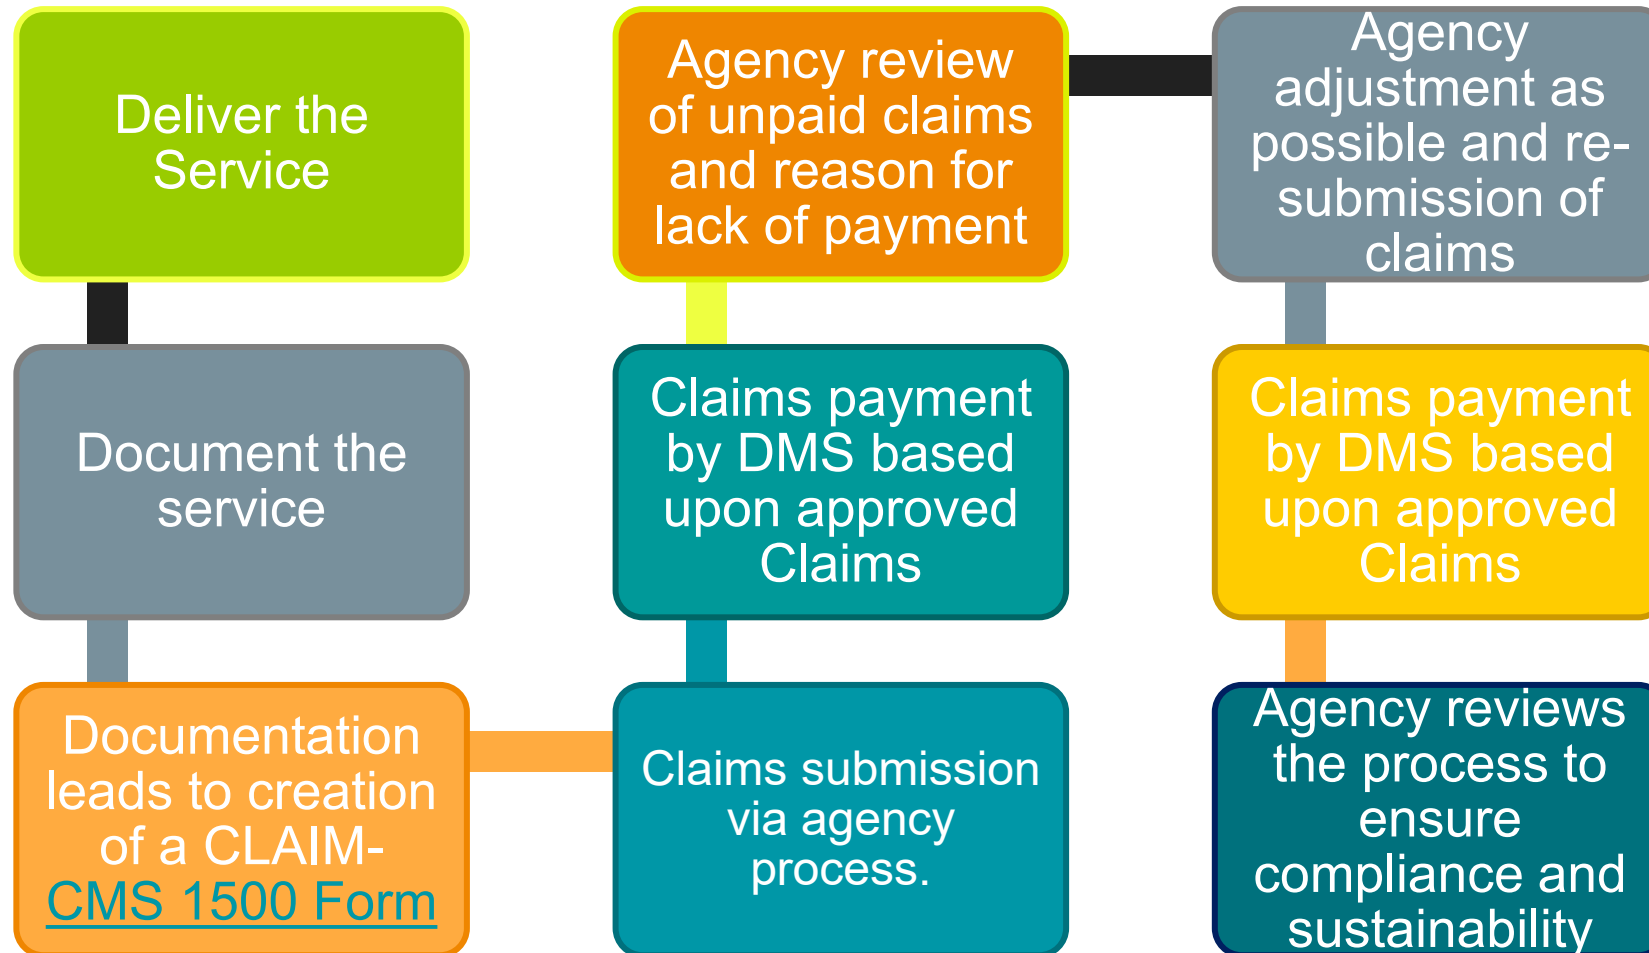 Deliver the
Service
Document the
service
Documentation
leads to creation
of a CLAIM-
CMS 1500 Form
Claims submission
via agency
process.
Claims payment
by DMS based
upon approved
Claims
Agency review
of unpaid claims
and reason for
lack of payment
Agency
adjustment as
possible and re-
submission of
claims
Claims payment
by DMS based
upon approved
Claims
Agency reviews
the process to
ensure
compliance and
sustainability